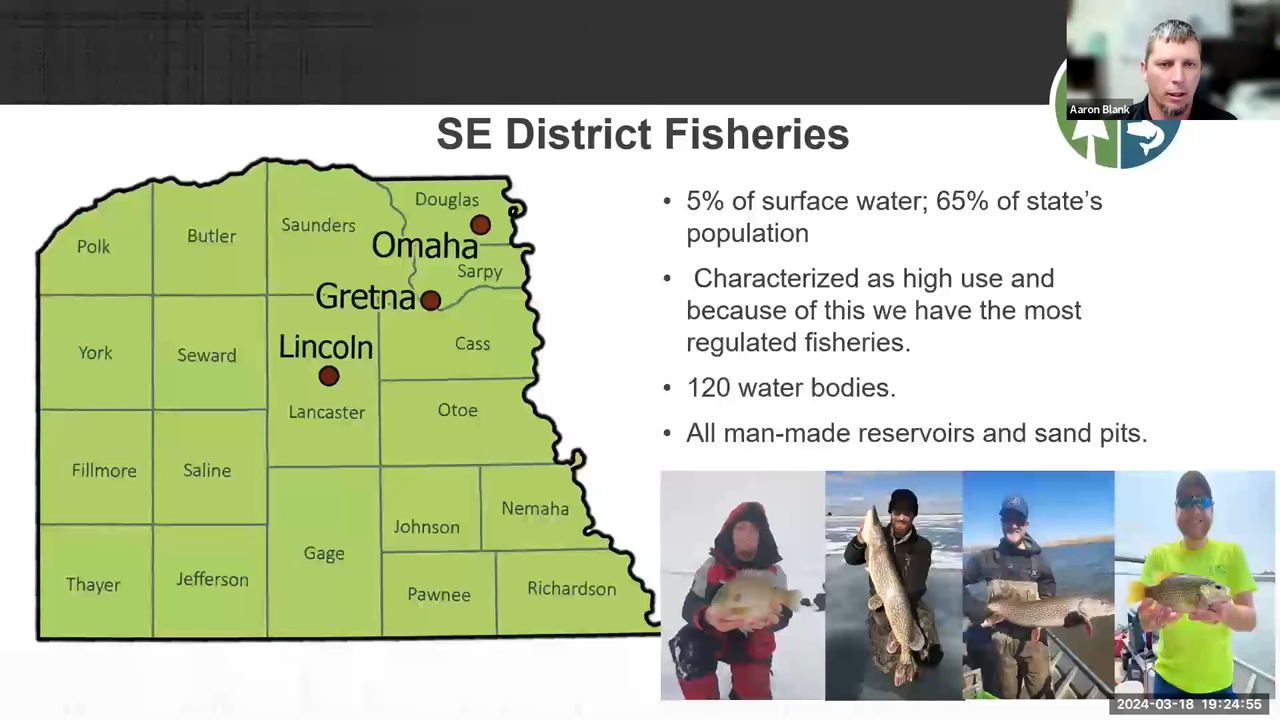 Aaron Blank
SE District Fisheries
Douglas
Saunders
Butler
Polk
Omaha
Sarpy
Gretna
Lincoln
Cass
York
Seward
Lancaster
Otoe
Fillmore
Saline
Nemaha
Johnson
Gage
Thayer
Jefferson
Pawnee
Richardson
• 5% of surface water; 65% of state’s
population
• Characterized as high use and
because of this we have the most
regulated fisheries.
• 120 water bodies.
• All man-made reservoirs and sand pits.
2024-03-18 19:24:55